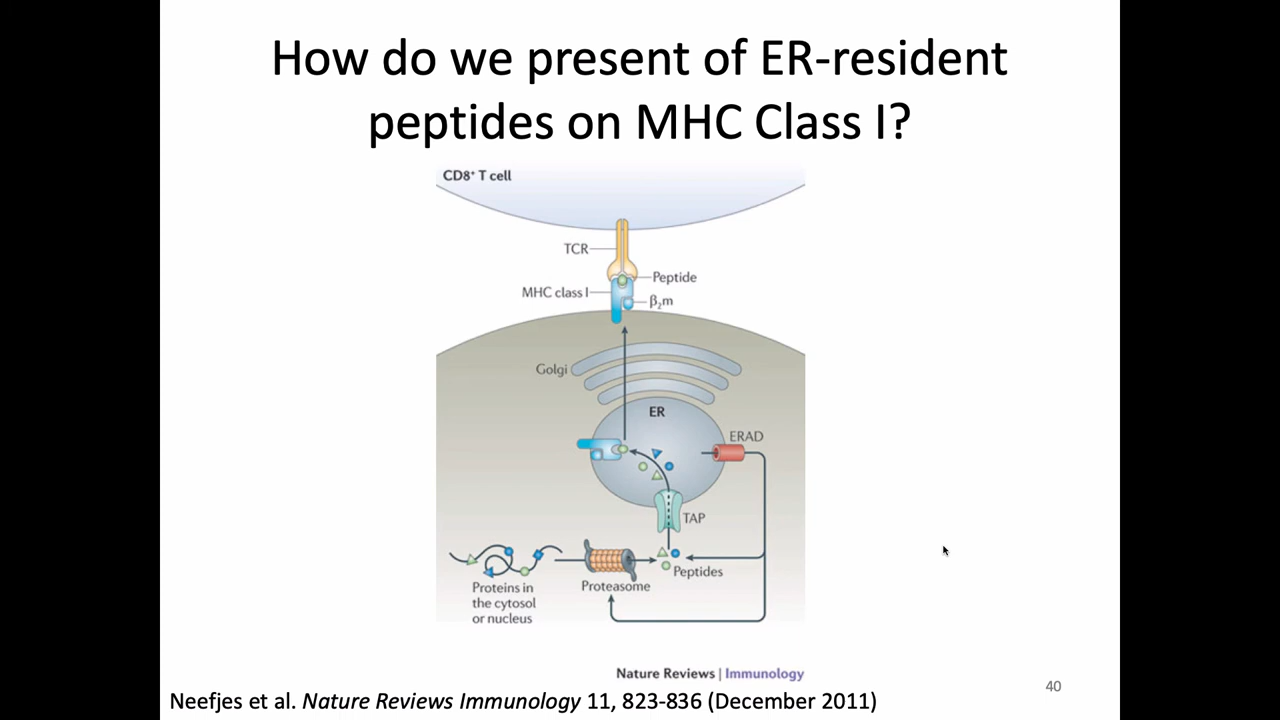 How do we present of ER-resident
peptides on MHC Class I?
CD8⁺ T cell
TCR
Peptide
MHC class I
β₂m
Golgi
ER
ERAD
TAP
Peptides
Proteasome
Proteins in
the cytosol
or nucleus
Nature Reviews | Immunology
Neefjes et al. Nature Reviews Immunology 11, 823-836 (December 2011)
40